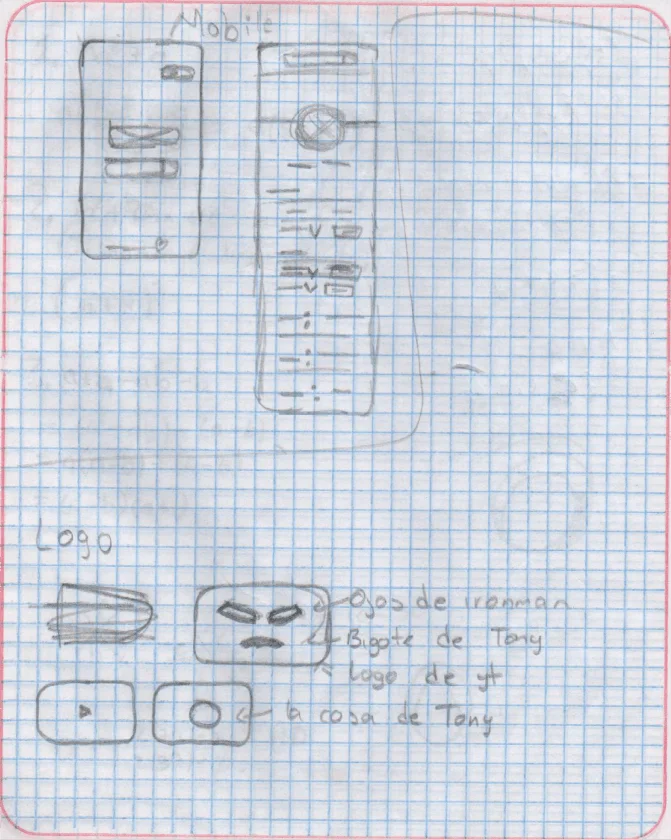 Mobile
Logo
Ojos de ironman
Bigote de Tony
Logo de yt
la cosa de Tony